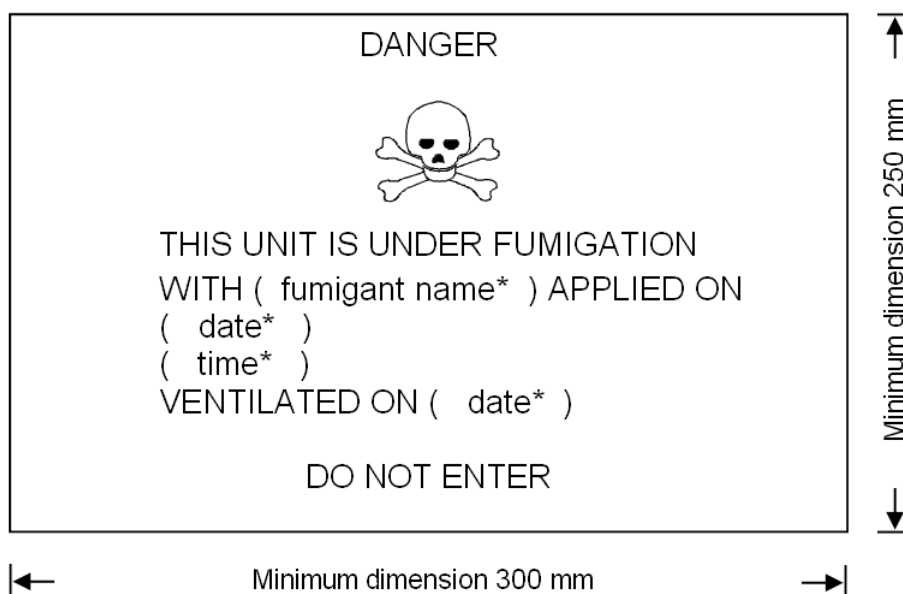 DANGER
THIS UNIT IS UNDER FUMIGATION
WITH ( fumigant name* ) APPLIED ON
( date* )
( time* )
VENTILATED ON ( date* )
DO NOT ENTER
Minimum dimension 250 mm
Minimum dimension 300 mm